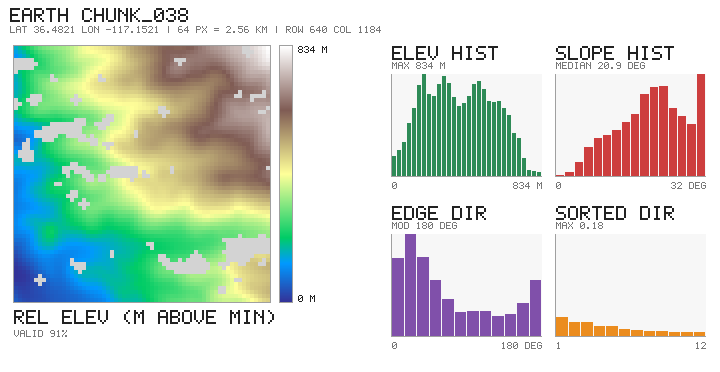 EARTH CHUNK_038
LAT 36.4821 LON -117.1521 | 64 PX = 2.56 KM | ROW 640 COL 1184
834 M
0 M
REL ELEV (M ABOVE MIN)
VALID 91%
ELEV HIST
MAX 834 M
0 834 M
SLOPE HIST
MEDIAN 20.9 DEG
0 32 DEG
EDGE DIR
MOD 180 DEG
0 180 DEG
SORTED DIR
MAX 0.18
1 12